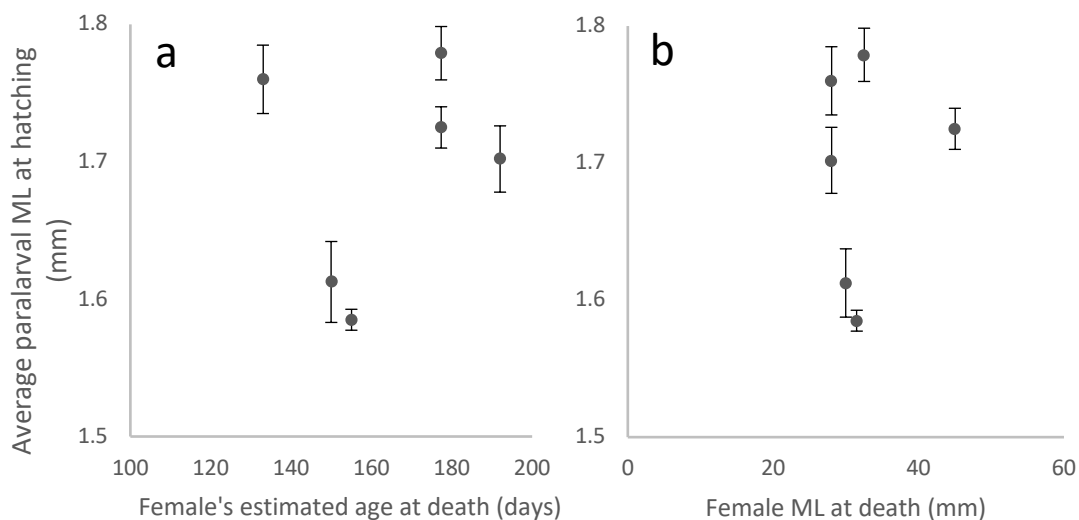 Average paralarval ML at hatching
(mm)
a
1.8
1.7
1.6
1.5
100 120 140 160 180 200
Female's estimated age at death (days)
b
1.8
1.7
1.6
1.5
0 20 40 60
Female ML at death (mm)